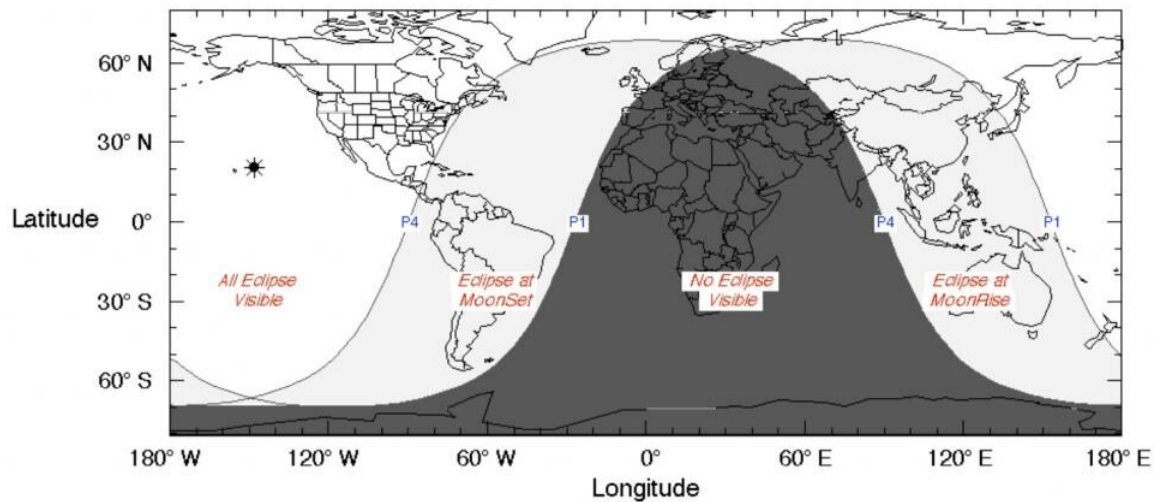 60° N
30° N
Latitude
0°
30° S
60° S
P4
P1
P4
P1
All Eclipse
Visible
Eclipse at
MoonSet
No Eclipse
Visible
Eclipse at
MoonRise
180° W
120° W
60° W
0°
60° E
120° E
180° E
Longitude